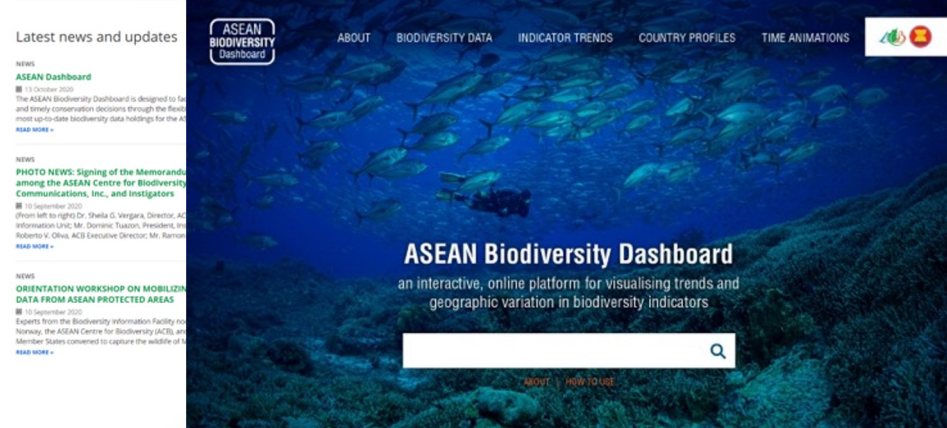 Latest news and updates
NEWS
ASEAN Dashboard
13 October 2020
The ASEAN Biodiversity Dashboard is designed to fac
and timely conservation decisions through the flexib
most up-to-date biodiversity data holdings for the AS
READ MORE »
NEWS
PHOTO NEWS: Signing of the Memorandu
among the ASEAN Centre for Biodiversity
Communications, Inc., and Instigators
10 September 2020
(From left to right) Dr. Sheila G. Vergara, Director, AC
Information Unit; Mr. Dominic Tuazon, President, Ins
Roberto V. Oliva, ACB Executive Director; Mr. Ramon
READ MORE »
NEWS
ORIENTATION WORKSHOP ON MOBILIZIN
DATA FROM ASEAN PROTECTED AREAS
10 September 2020
Experts from the Biodiversity Information Facility no
Norway, the ASEAN Centre for Biodiversity (ACB), an
Member States convened to capture the wildlife of
READ MORE »
ASEAN
BIODIVERSITY
Dashboard
ABOUT BIODIVERSITY DATA INDICATOR TRENDS COUNTRY PROFILES TIME ANIMATIONS
ASEAN Biodiversity Dashboard
an interactive, online platform for visualising trends and
geographic variation in biodiversity indicators
ABOUT | HOW TO USE